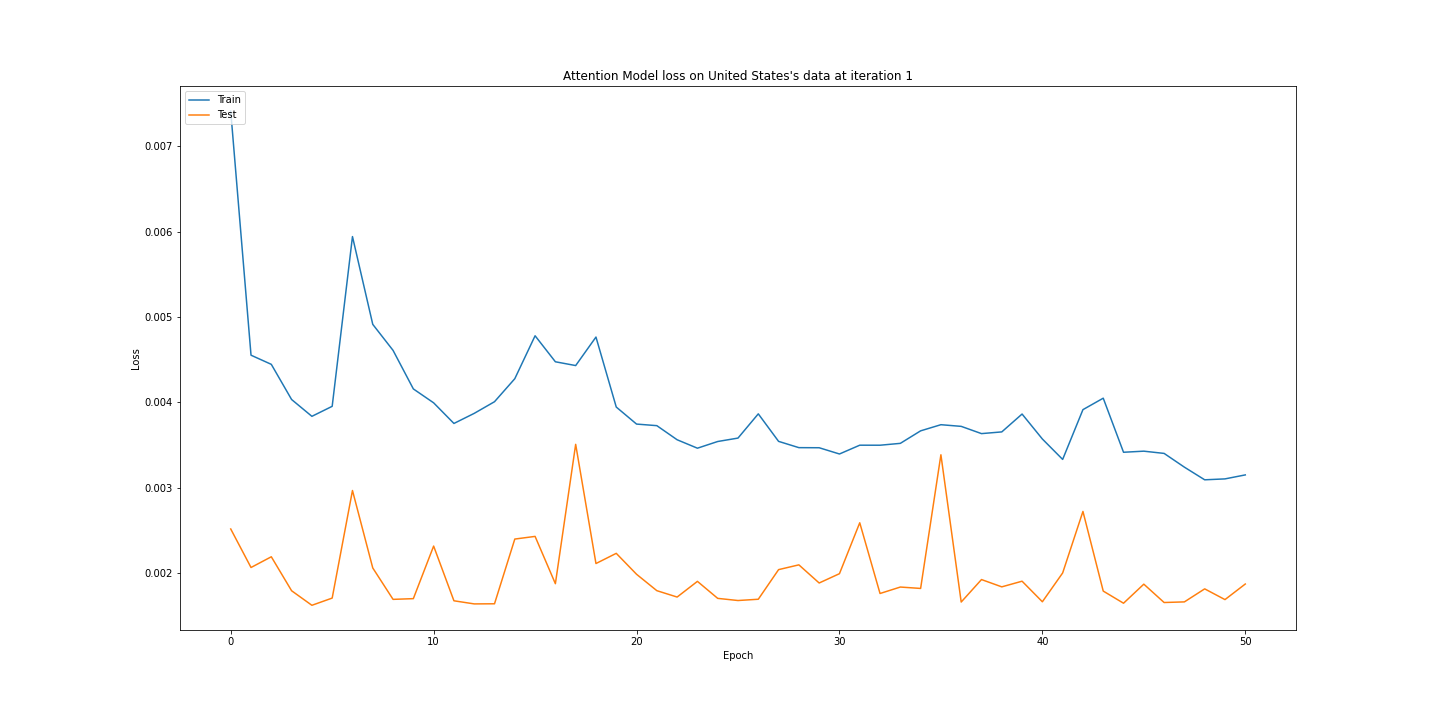 Attention Model loss on United States's data at iteration 1
Train
Test
0.007
0.006
0.005
0.004
0.003
0.002
Loss
0 10 20 30 40 50
Epoch